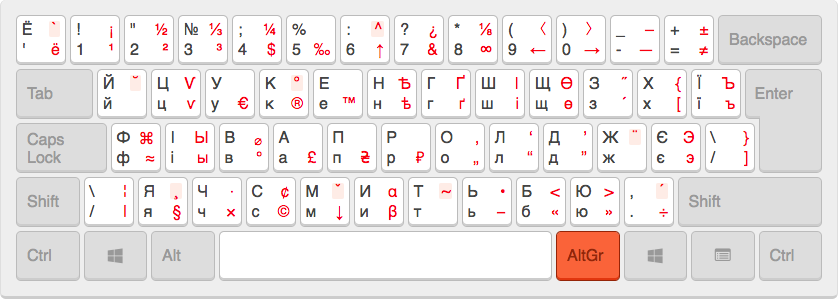 Ё ` ! ¡ " ½ № ⅓ ; ¼ % : ^ ? ¿ * ⅛ ( 〈 ) 〉 _ – + ± Backspace
' ё 1 ¹ 2 ² 3 ³ 4 $ 5 ‰ 6 ↑ 7 & 8 ∞ 9 ← 0 → - — = ≠
Tab Й ˘ Ц Ѵ У К ° Е Н Ѣ Г Ґ Ш І Щ Ѳ З ˝ Х { Ї Ъ Enter
й ц ѵ у € к ® е ™ н ѣ г ґ ш і щ ѳ з ´ х [ ї ъ
Caps Ф ⌘ І Ы В ⌀ А П Р О ‚ Л ‘ Д ’ Ж ¨ Є Э \ }
Lock ф ≈ і ы в ° а £ п ₴ р ₽ о „ л “ д ” ж є э / ]
Shift \ ¦ Я ¸ Ч · С ¢ М ˇ И α Т ~ Ь • Б < Ю > , ´ Shift
/ | я § ч × с © м ↓ и β т ь - б « ю » . ÷
Ctrl Alt AltGr Ctrl